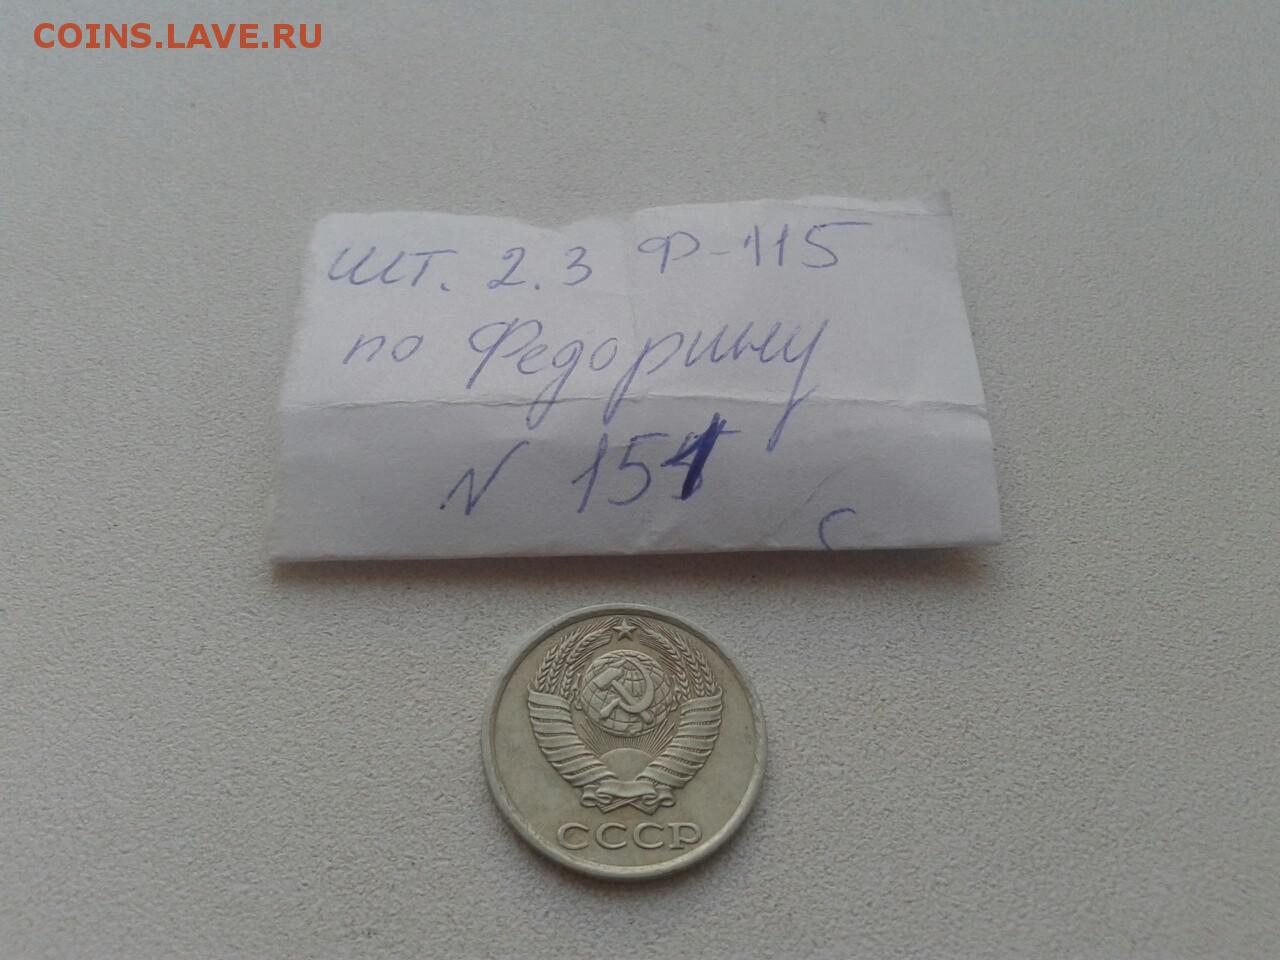 COINS.LAVE.RU
шт. 2.3 Ф-115
по Федорину
N 151
СССР